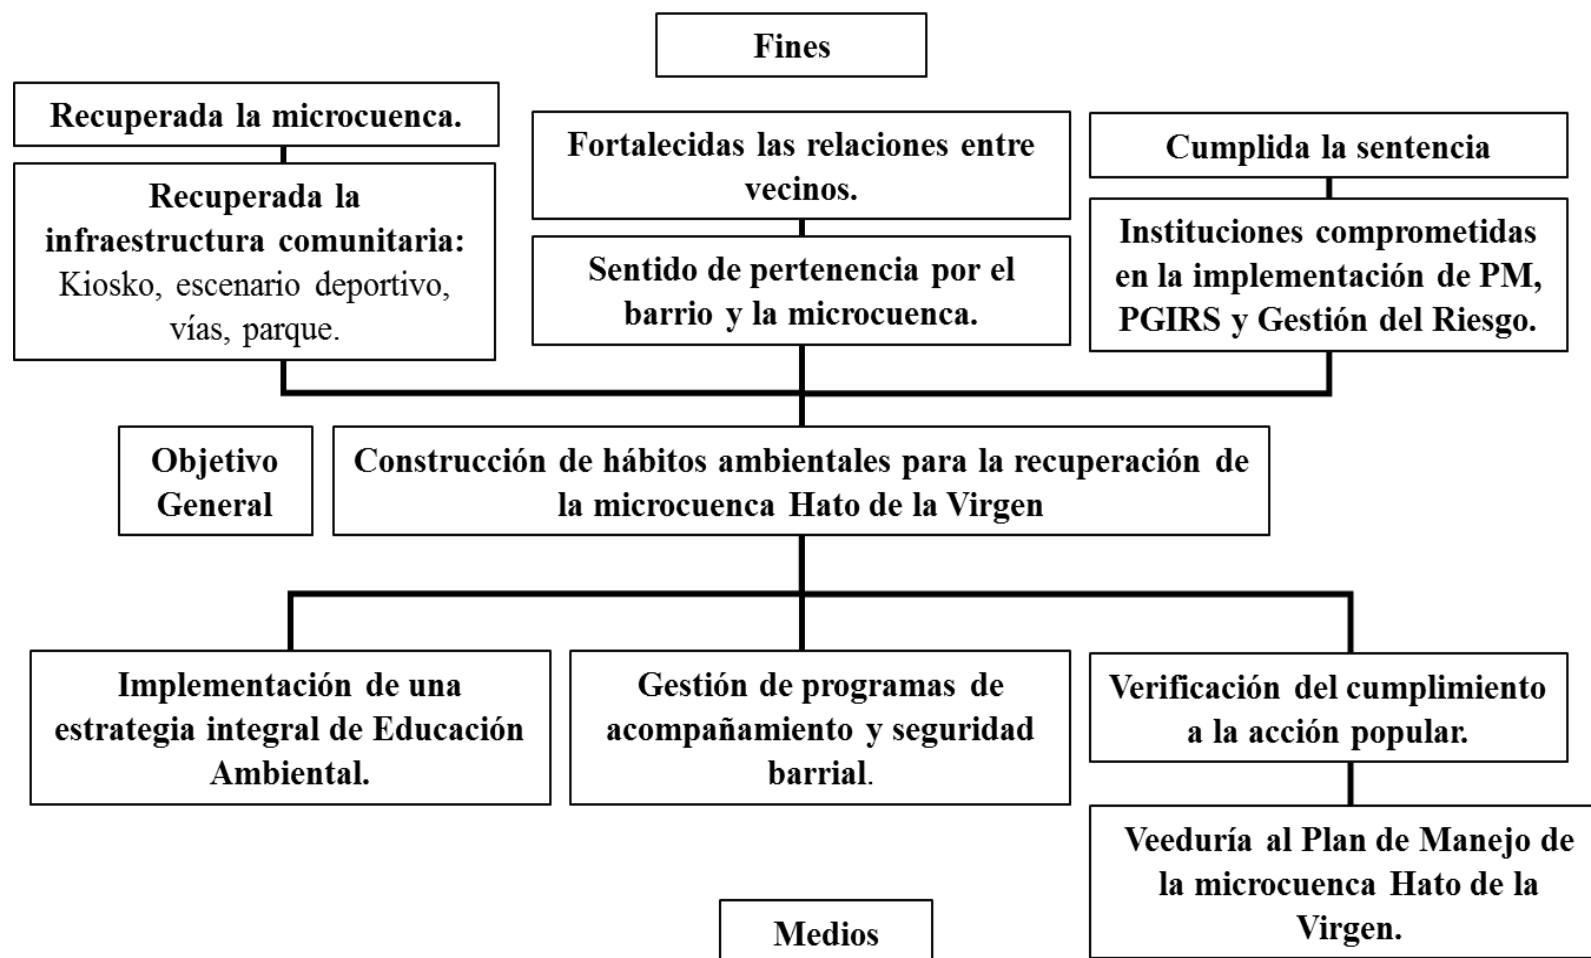 Fines
Recuperada la microcuenca.
Recuperada la
infraestructura comunitaria:
Kiosko, escenario deportivo,
vías, parque.
Fortalecidas las relaciones entre
vecinos.
Sentido de pertenencia por el
barrio y la microcuenca.
Cumplida la sentencia
Instituciones comprometidas
en la implementación de PM,
PGIRS y Gestión del Riesgo.
Objetivo
General
Construcción de hábitos ambientales para la recuperación de
la microcuenca Hato de la Virgen
Implementación de una
estrategia integral de Educación
Ambiental.
Gestión de programas de
acompañamiento y seguridad
barrial.
Verificación del cumplimiento
a la acción popular.
Veeduría al Plan de Manejo de
la microcuenca Hato de la
Virgen.
Medios